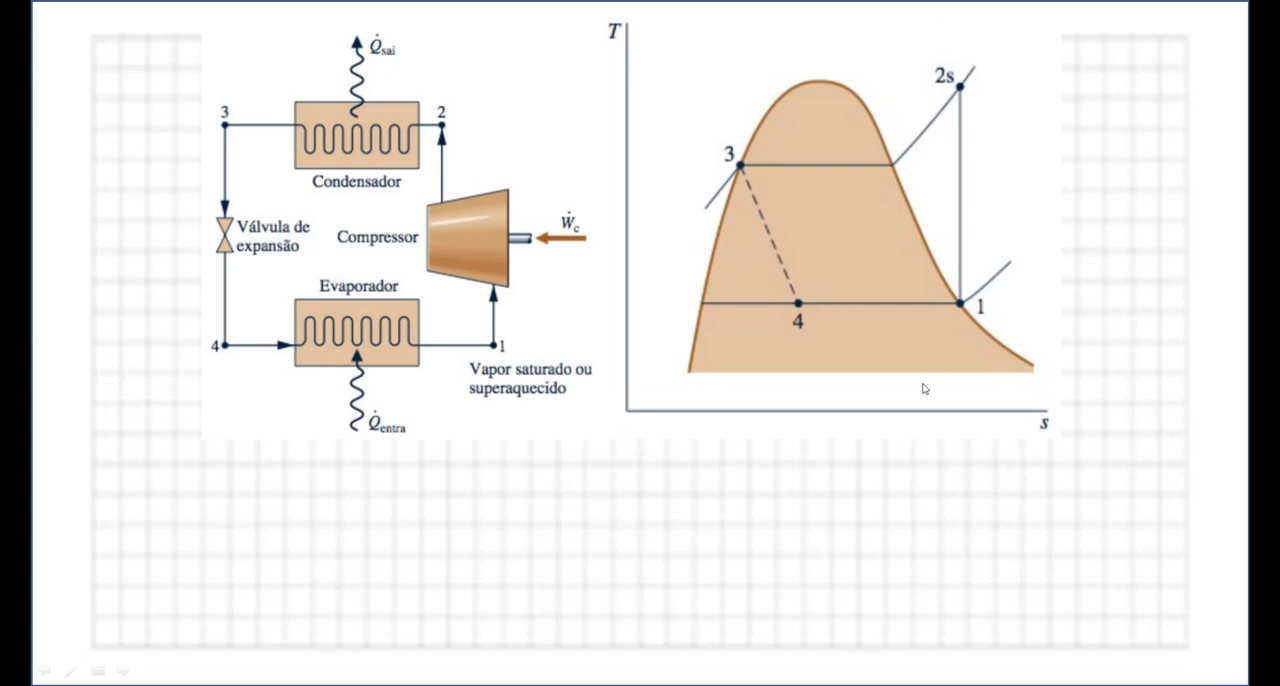 Q̇sai
3
2
Condensador
Válvula de
expansão
Compressor
Ẇc
Evaporador
4
1
Vapor saturado ou
superaquecido
Q̇entra
T
2s
3
4
1
s